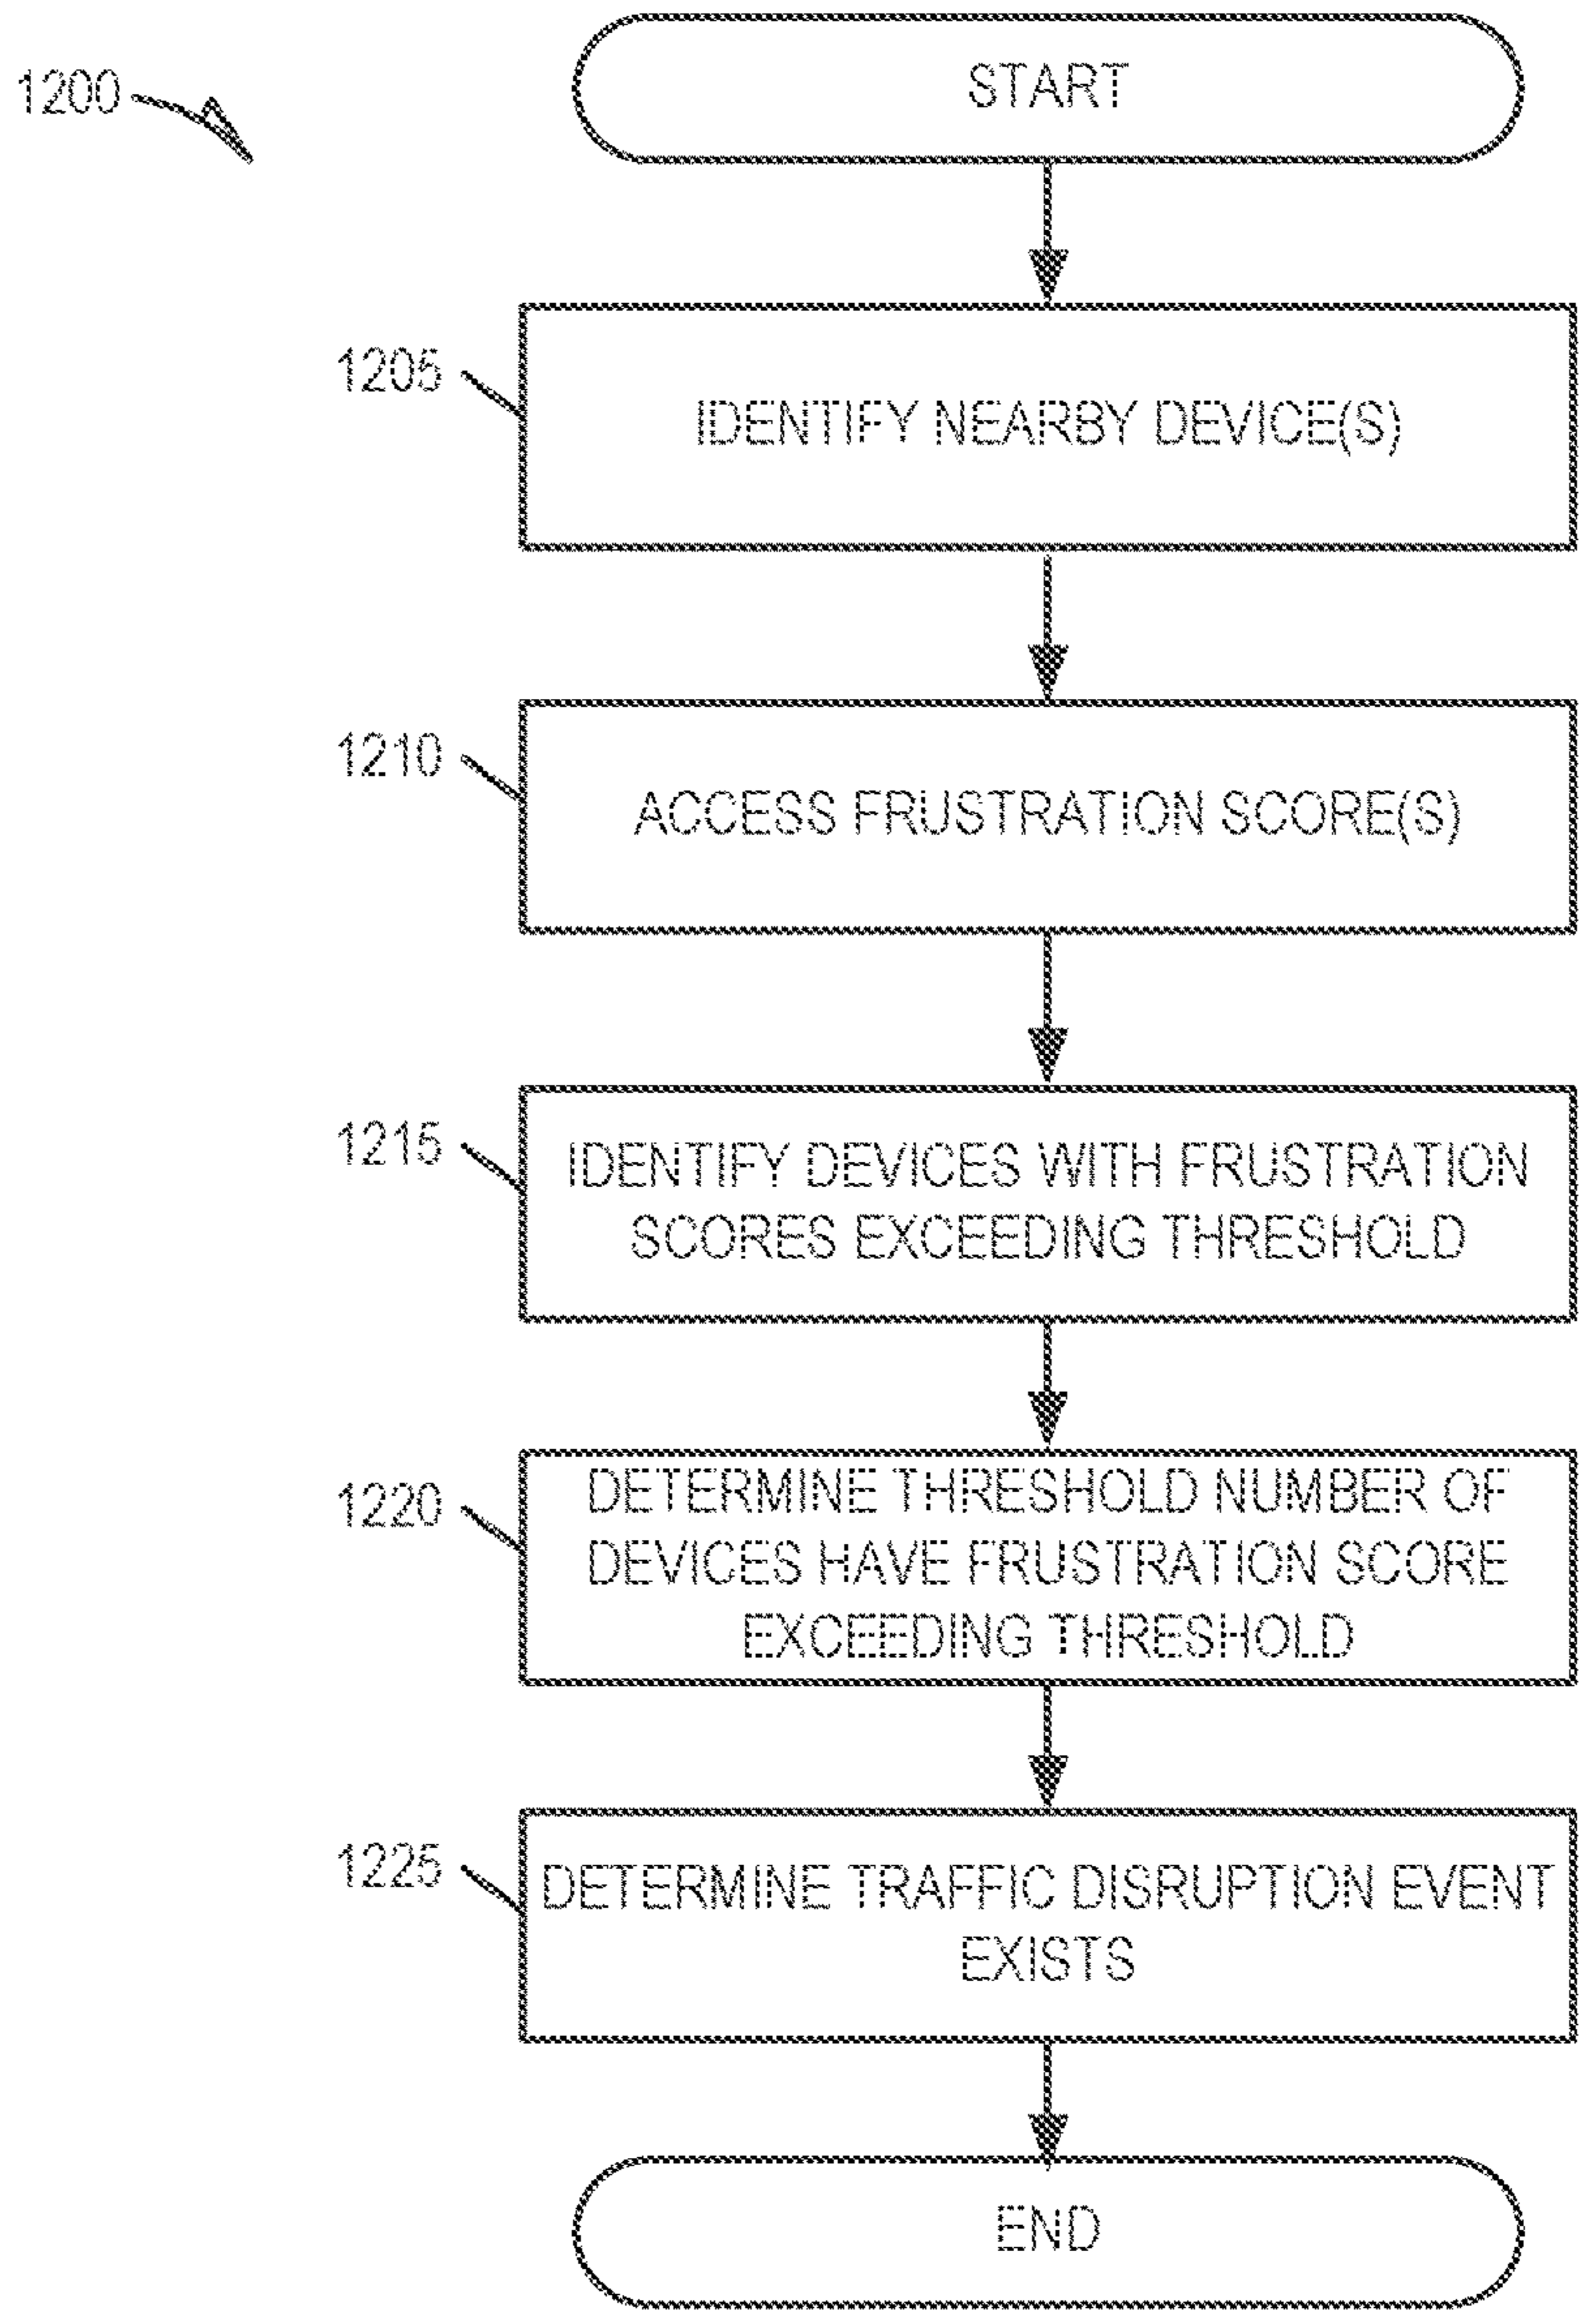 1200
START
1205
IDENTIFY NEARBY DEVICE(S)
1210
ACCESS FRUSTRATION SCORE(S)
1215
IDENTIFY DEVICES WITH FRUSTRATION
SCORES EXCEEDING THRESHOLD
1220
DETERMINE THRESHOLD NUMBER OF
DEVICES HAVE FRUSTRATION SCORE
EXCEEDING THRESHOLD
1225
DETERMINE TRAFFIC DISRUPTION EVENT
EXISTS
END